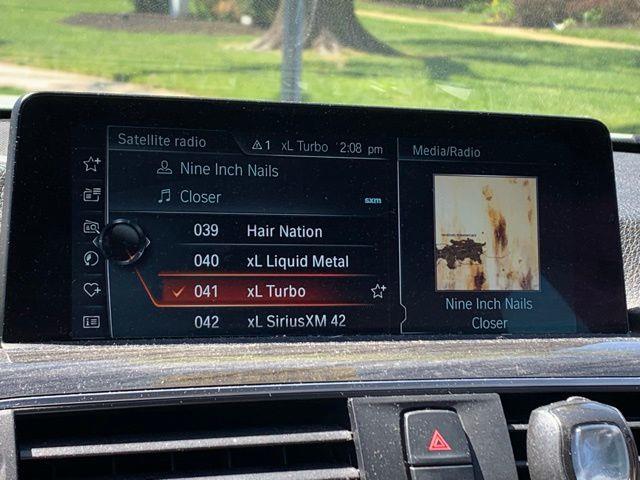 Satellite radio
1 xL Turbo 2:08 pm
Nine Inch Nails
Closer
sxm
039 Hair Nation
040 xL Liquid Metal
041 xL Turbo
042 xL SiriusXM 42
Media/Radio
Nine Inch Nails
Closer